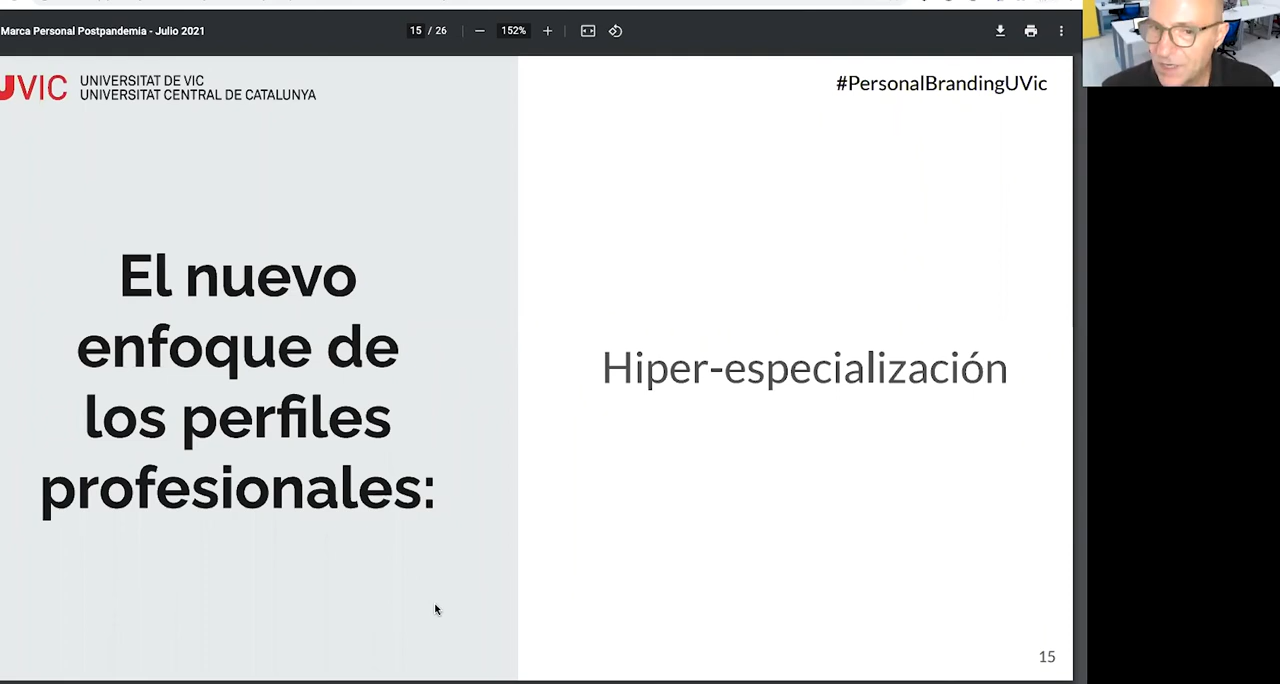 Marca Personal Postpandemia - Julio 2021
15 / 26
152%
UVIC
UNIVERSITAT DE VIC
UNIVERSITAT CENTRAL DE CATALUNYA
#PersonalBrandingUVic
El nuevo
enfoque de
los perfiles
profesionales:
Hiper-especialización
15